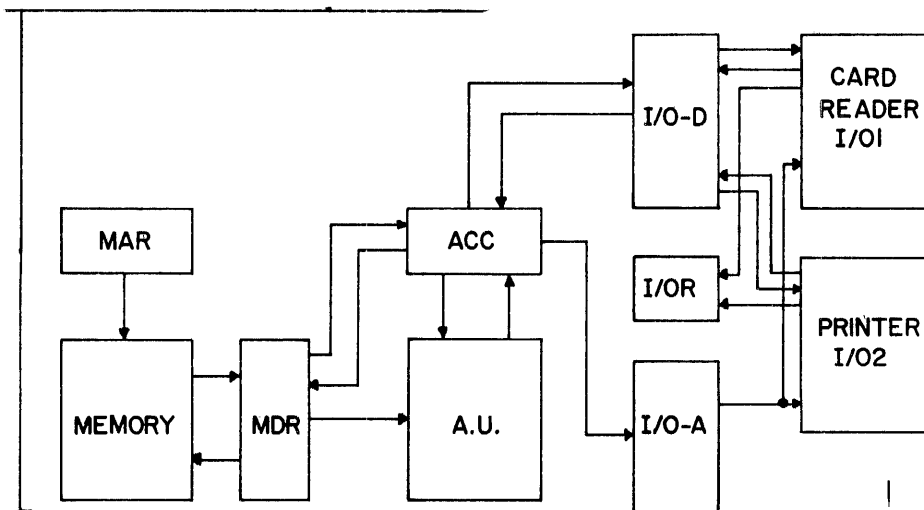 CARD
READER
I/O1
I/O-D
MAR
ACC
I/OR
PRINTER
I/O2
MEMORY
MDR
A.U.
I/O-A